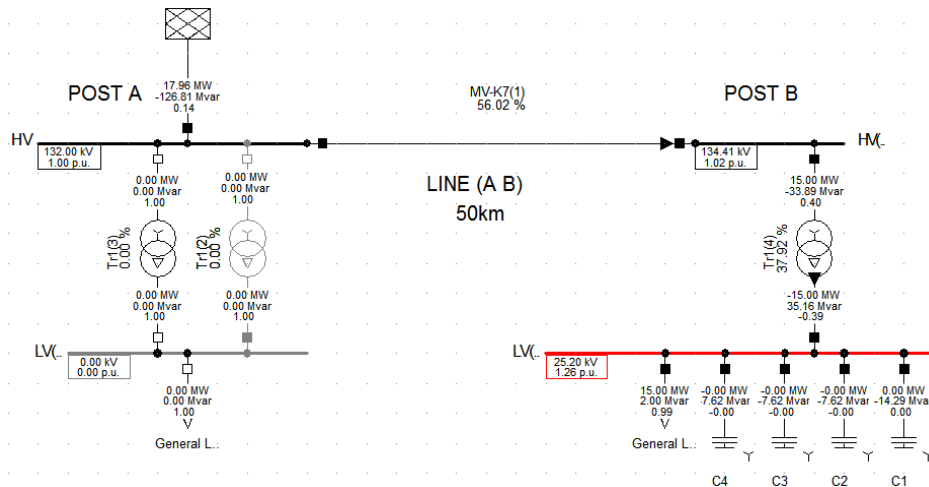 17.96 MW
-126.81 Mvar
0.14
POST A
MV-K7(1)
56.02 %
POST B
HV
132.00 kV
1.00 p.u.
134.41 kV
1.02 p.u.
HV(..
0.00 MW
0.00 Mvar
1.00
0.00 MW
0.00 Mvar
1.00
LINE (A B)
50km
15.00 MW
-33.89 Mvar
0.40
Tr1(3)
0.00 %
Tr1(2)
0.00 %
Tr1(4)
37.92 %
0.00 MW
0.00 Mvar
1.00
0.00 MW
0.00 Mvar
1.00
-15.00 MW
35.16 Mvar
-0.39
LV(..
0.00 kV
0.00 p.u.
LV(..
25.20 kV
1.26 p.u.
0.00 MW
0.00 Mvar
1.00
General L..
15.00 MW
2.00 Mvar
0.99
General L..
-0.00 MW
-7.62 Mvar
-0.00
-0.00 MW
-7.62 Mvar
-0.00
-0.00 MW
-7.62 Mvar
-0.00
0.00 MW
-14.29 Mvar
0.00
C4
C3
C2
C1